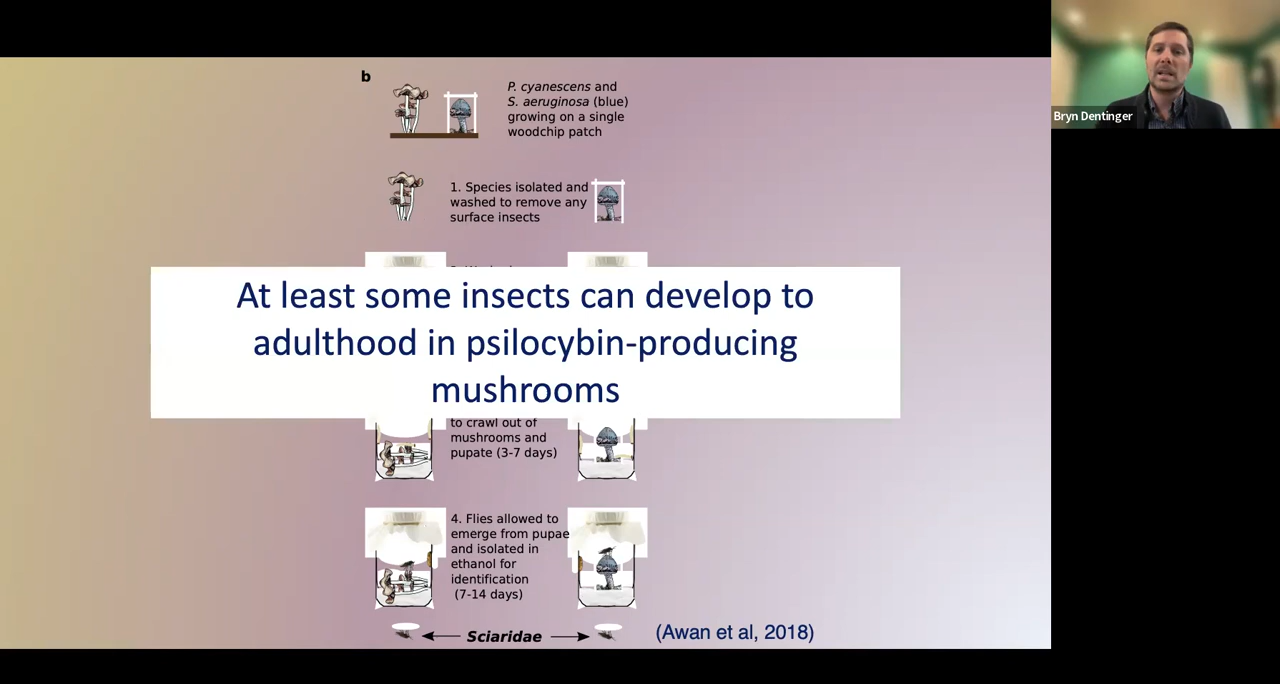 b
P. cyanescens and
S. aeruginosa (blue)
growing on a single
woodchip patch
1. Species isolated and
washed to remove any
surface insects
At least some insects can develop to
adulthood in psilocybin-producing
mushrooms
to crawl out of
mushrooms and
pupate (3-7 days)
4. Flies allowed to
emerge from pupae
and isolated in
ethanol for
identification
(7-14 days)
Sciaridae
(Awan et al, 2018)
Bryn Dentinger